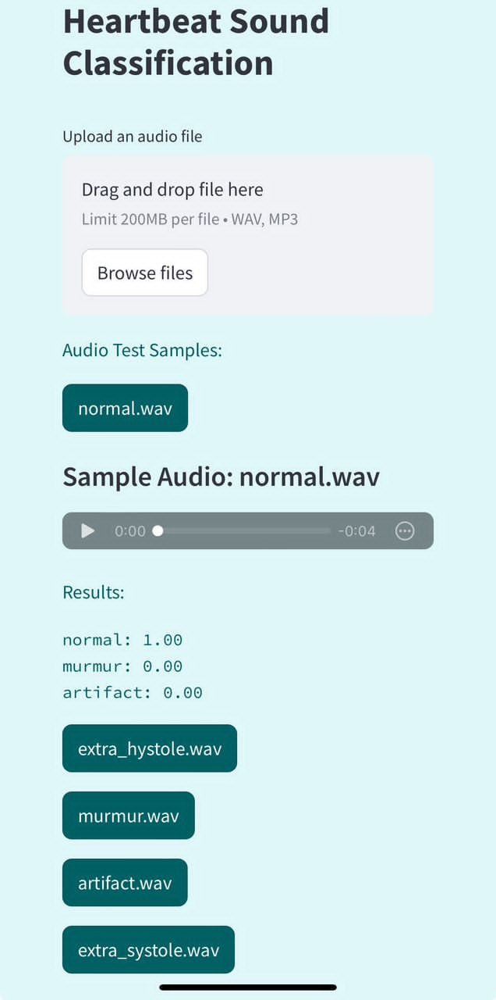 Heartbeat Sound
Classification
Upload an audio file
Drag and drop file here
Limit 200MB per file • WAV, MP3
Browse files
Audio Test Samples:
normal.wav
Sample Audio: normal.wav
0:00 -0:04
Results:
normal: 1.00
murmur: 0.00
artifact: 0.00
extra_hystole.wav
murmur.wav
artifact.wav
extra_systole.wav